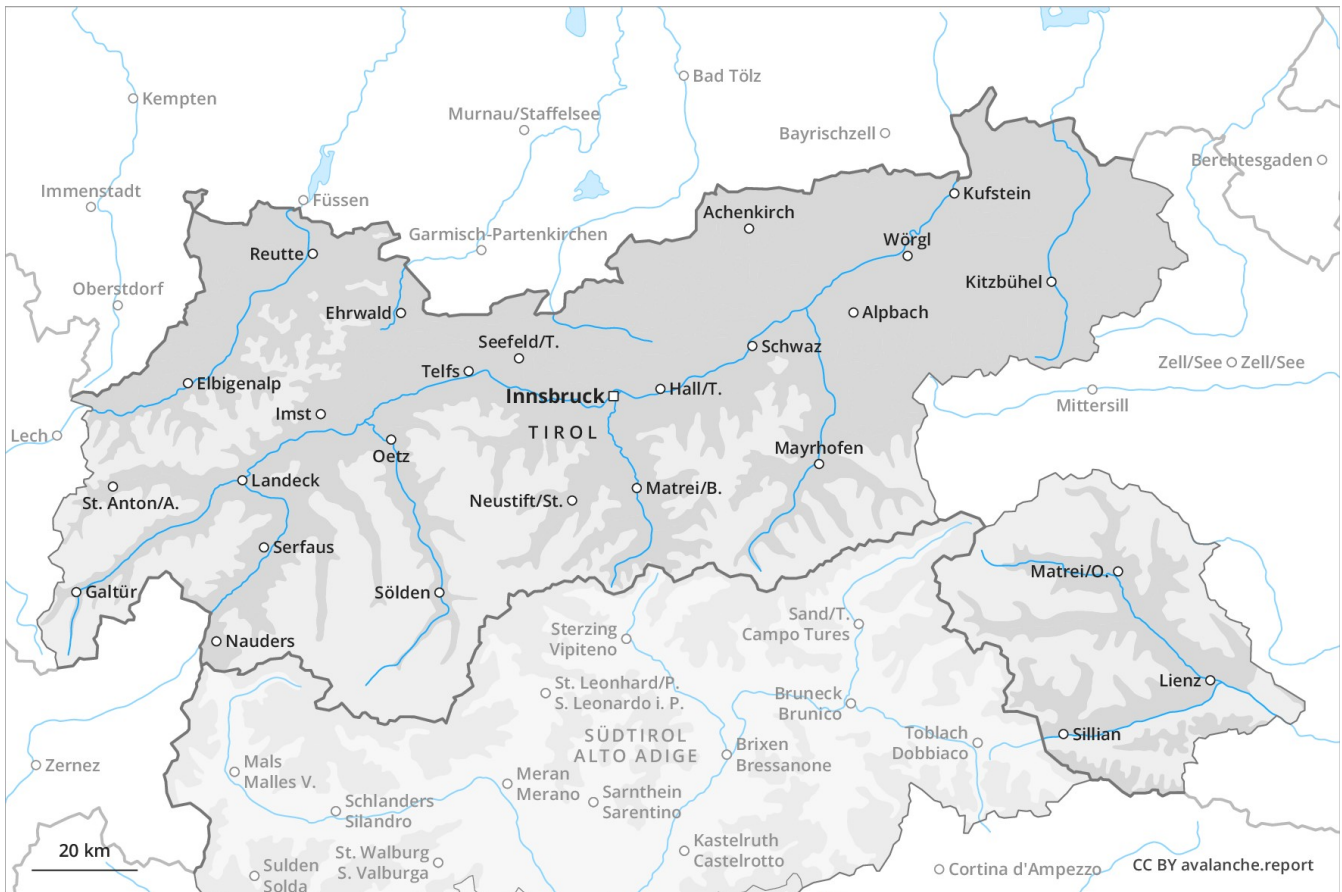 Kempten
Bad Tölz
Murnau/Staffelsee
Bayrischzell
Berchtesgaden
Immenstadt
Füssen
Kufstein
Achenkirch
Garmisch-Partenkirchen
Wörgl
Reutte
Oberstdorf
Kitzbühel
Ehrwald
Alpbach
Seefeld/T.
Schwaz
Telfs
Zell/See
Zell/See
Elbigenalp
Innsbruck
Hall/T.
Mittersill
Imst
TIROL
Lech
Mayrhofen
Oetz
Landeck
Matrei/B.
St. Anton/A.
Neustift/St.
Serfaus
Matrei/O.
Galtür
Sölden
Sand/T.
Campo Tures
Sterzing
Vipiteno
Nauders
Lienz
St. Leonhard/P.
S. Leonardo i. P.
Bruneck
Brunico
Toblach
Dobbiaco
Sillian
SÜDTIROL
ALTO ADIGE
Brixen
Bressanone
Zernez
Mals
Malles V.
Meran
Merano
Sarnthein
Sarentino
Schlanders
Silandro
Kastelruth
Castelrotto
20 km
St. Walburg
S. Valburga
Sulden
Solda
Cortina d'Ampezzo
CC BY avalanche.report